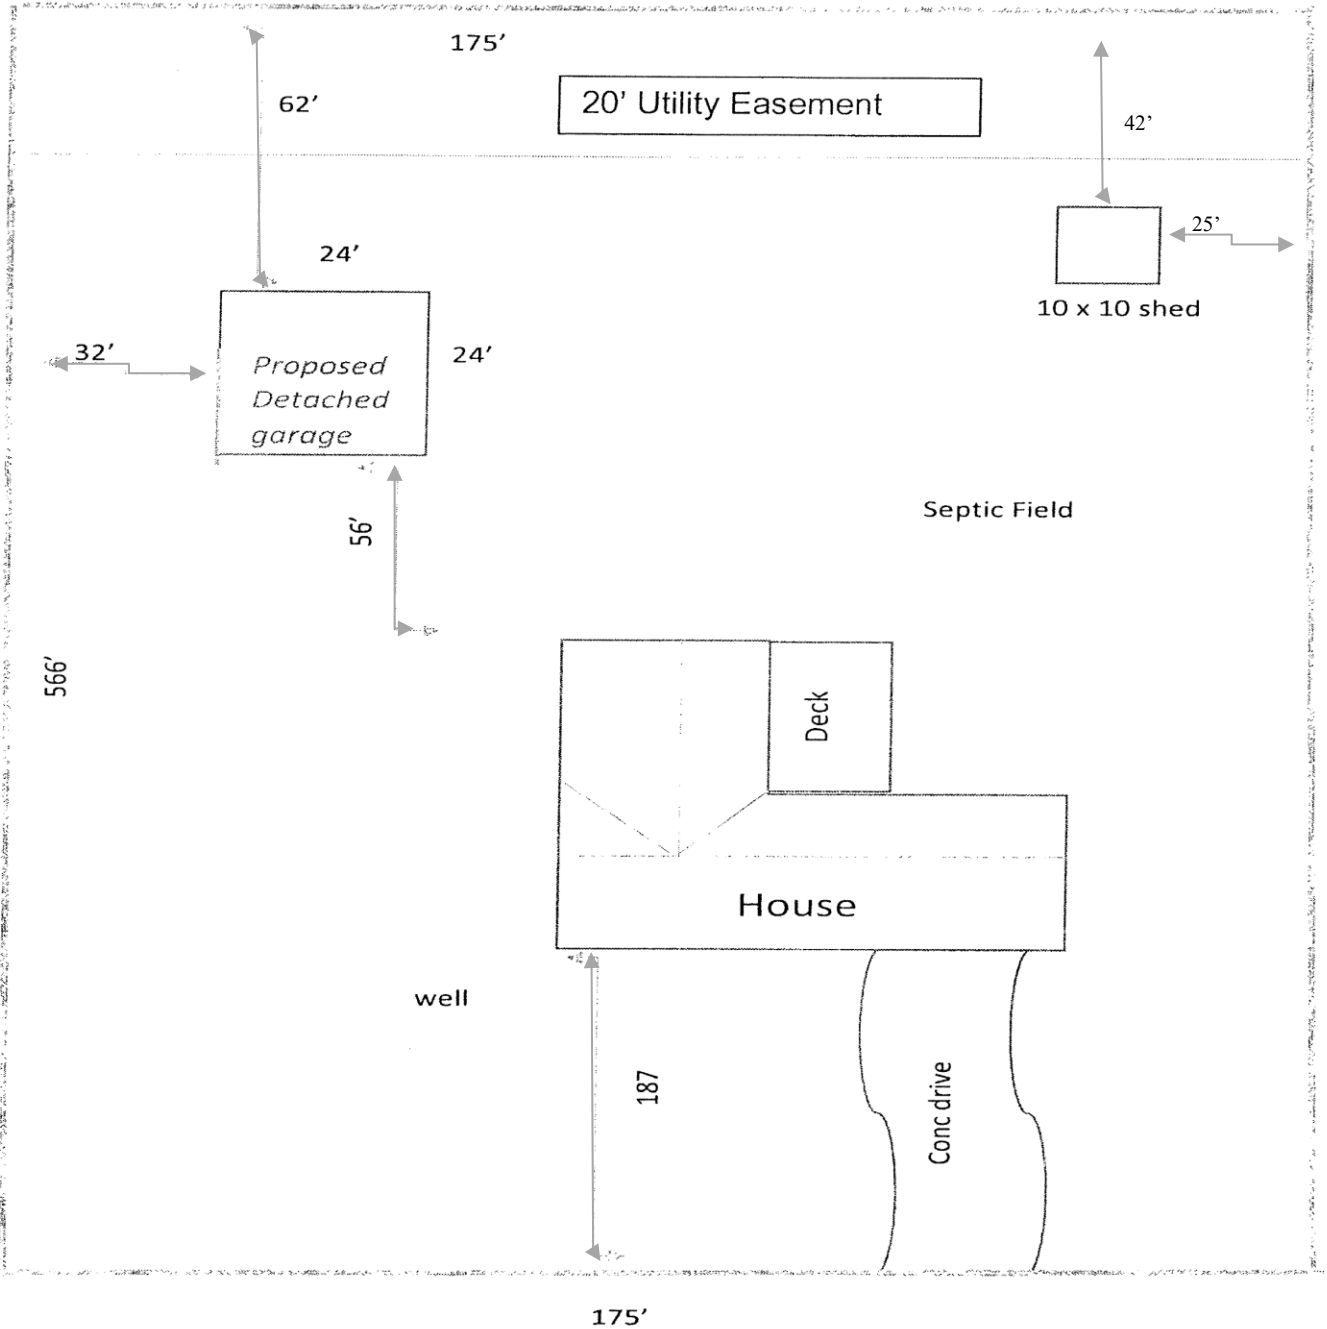 175’
20’ Utility Easement
62’
42’
25’
24’
10 x 10 shed
32’
24’
Proposed
Detached
garage
Septic Field
56’
566’
Deck
House
well
187
Conc drive
175’